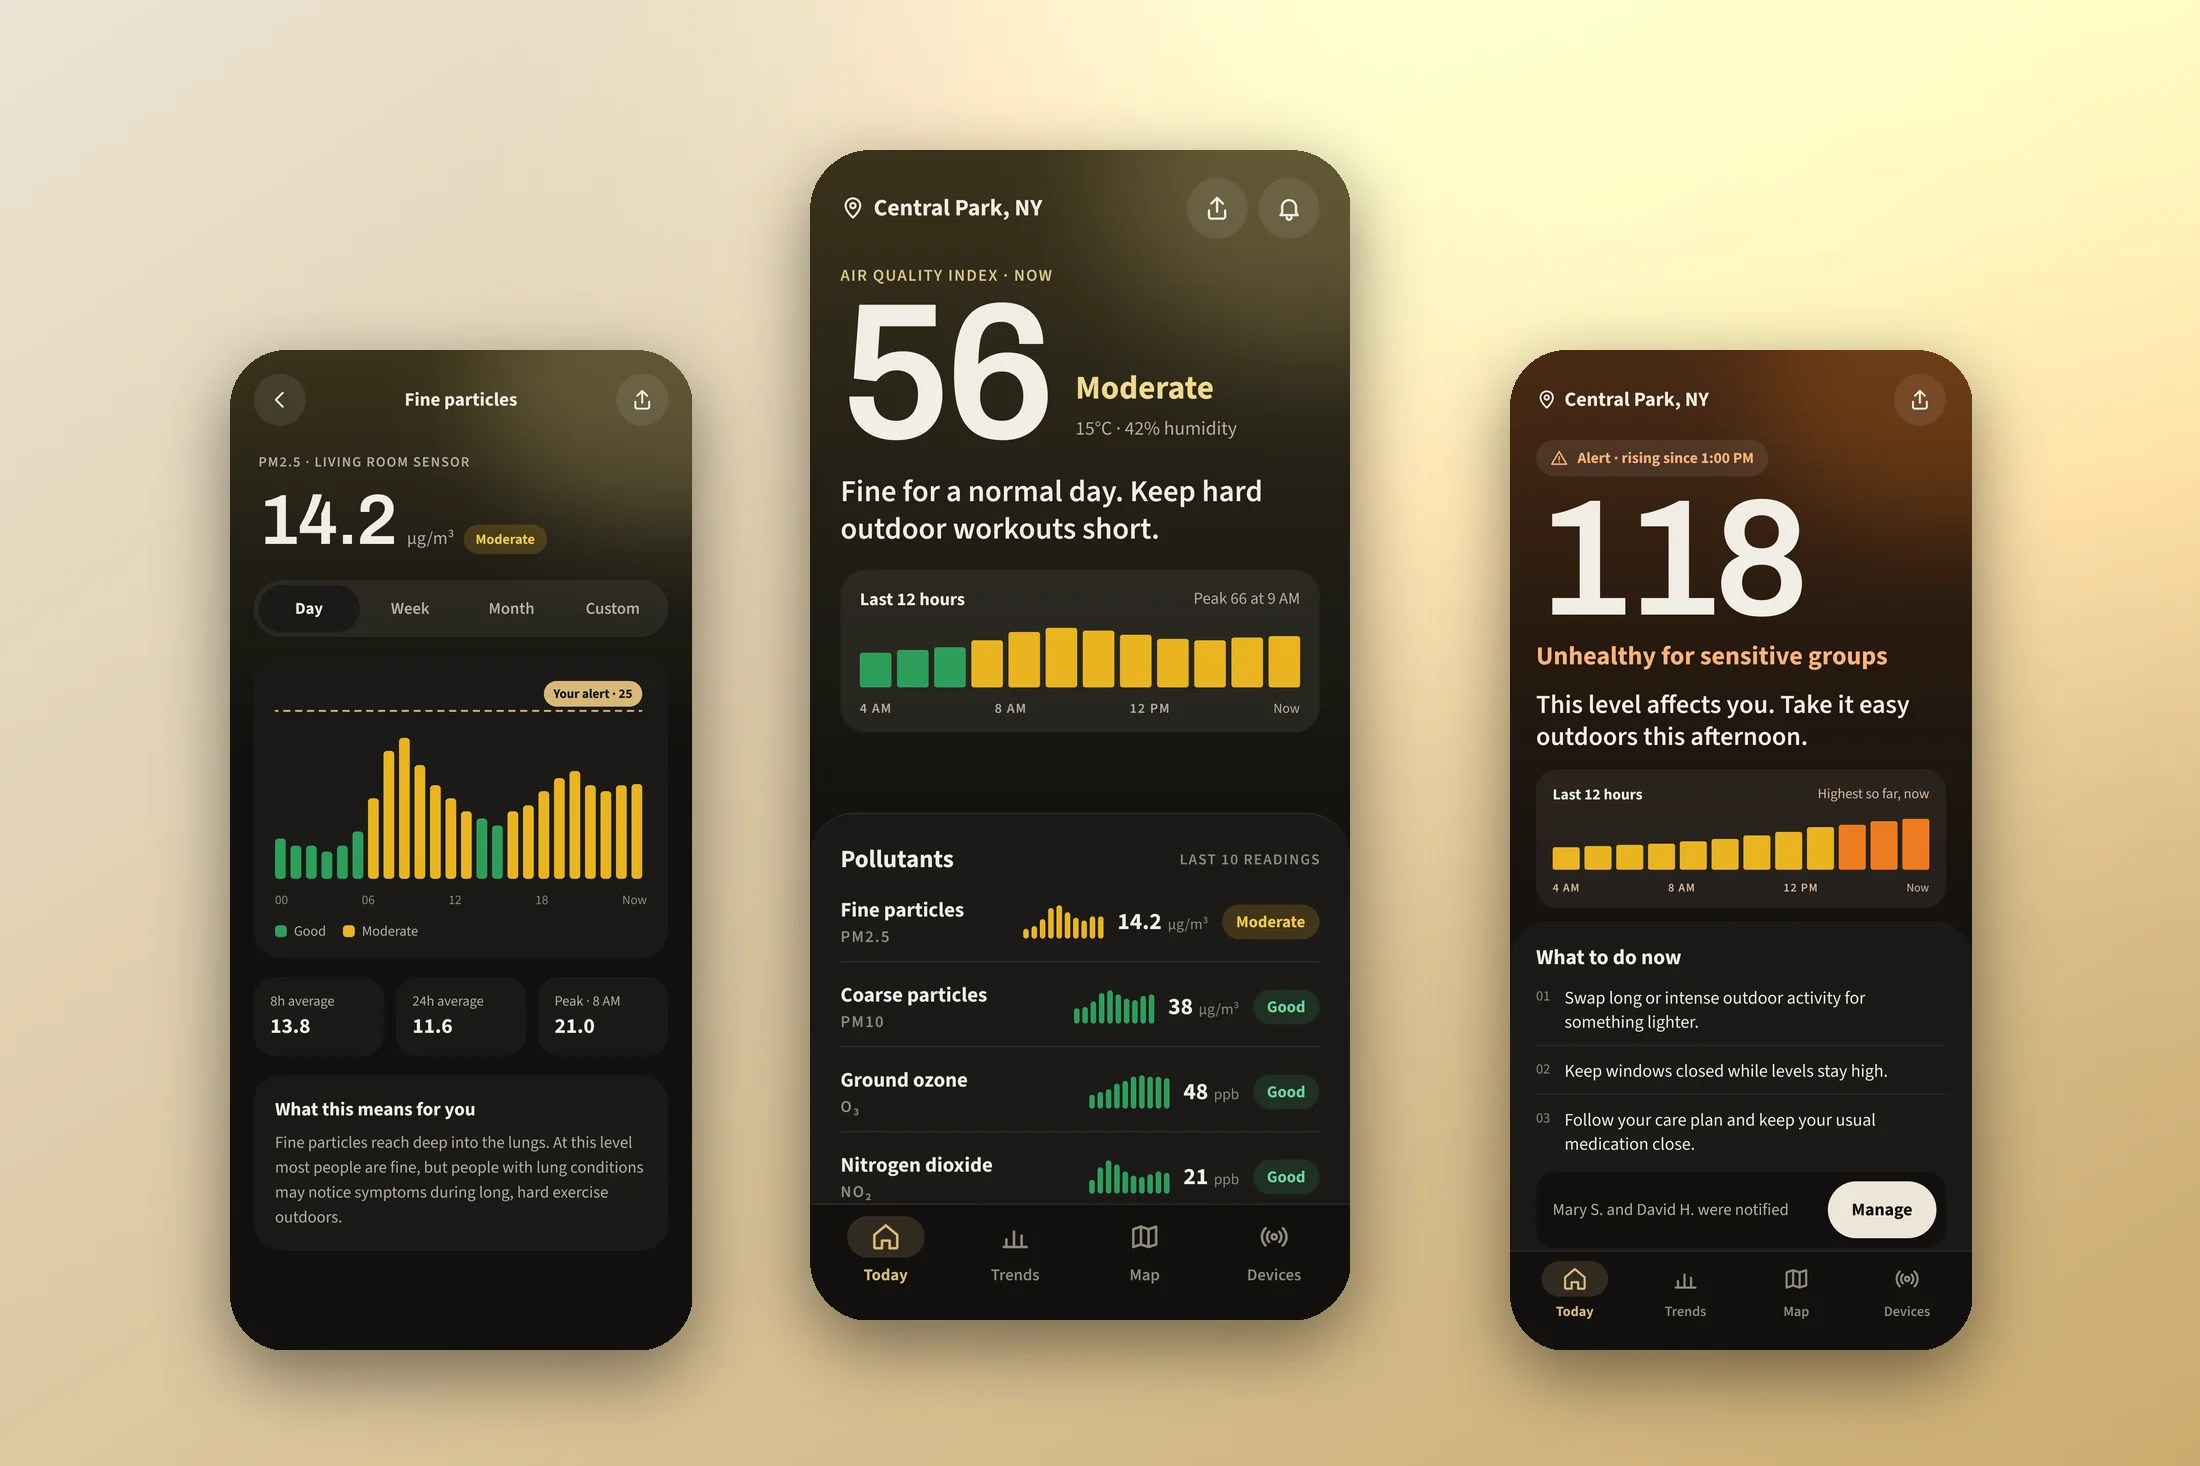 Fine particles
PM2.5 · LIVING ROOM SENSOR
14.2 µg/m³ Moderate
Day Week Month Custom
Your alert · 25
00 06 12 18 Now
Good Moderate
8h average 24h average Peak · 8 AM
13.8 11.6 21.0
What this means for you
Fine particles reach deep into the lungs. At this level
most people are fine, but people with lung conditions
may notice symptoms during long, hard exercise
outdoors.
Central Park, NY
AIR QUALITY INDEX · NOW
56
Moderate
15°C · 42% humidity
Fine for a normal day. Keep hard
outdoor workouts short.
Last 12 hours Peak 66 at 9 AM
4 AM 8 AM 12 PM Now
Pollutants LAST 10 READINGS
Fine particles 14.2 µg/m³ Moderate
PM2.5
Coarse particles 38 µg/m³ Good
PM10
Ground ozone 48 ppb Good
O₃
Nitrogen dioxide 21 ppb Good
NO₂
Today Trends Map Devices
Central Park, NY
Alert · rising since 1:00 PM
118
Unhealthy for sensitive groups
This level affects you. Take it easy
outdoors this afternoon.
Last 12 hours Highest so far, now
4 AM 8 AM 12 PM Now
What to do now
01 Swap long or intense outdoor activity for
something lighter.
02 Keep windows closed while levels stay high.
03 Follow your care plan and keep your usual
medication close.
Mary S. and David H. were notified Manage
Today Trends Map Devices